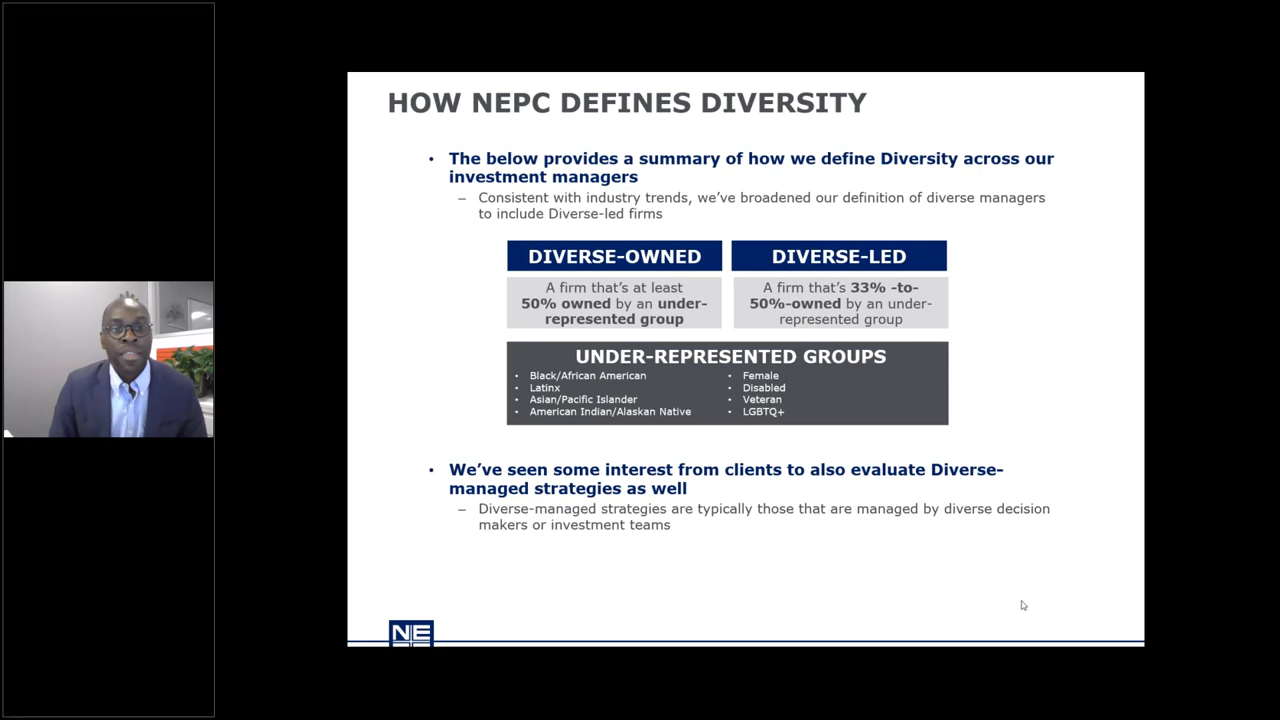 HOW NEPC DEFINES DIVERSITY
• The below provides a summary of how we define Diversity across our
investment managers
– Consistent with industry trends, we've broadened our definition of diverse managers
to include Diverse-led firms
DIVERSE-OWNED
A firm that's at least
50% owned by an under-
represented group
DIVERSE-LED
A firm that's 33% -to-
50%-owned by an under-
represented group
UNDER-REPRESENTED GROUPS
• Black/African American
• Latinx
• Asian/Pacific Islander
• American Indian/Alaskan Native
• Female
• Disabled
• Veteran
• LGBTQ+
• We've seen some interest from clients to also evaluate Diverse-
managed strategies as well
– Diverse-managed strategies are typically those that are managed by diverse decision
makers or investment teams
NE